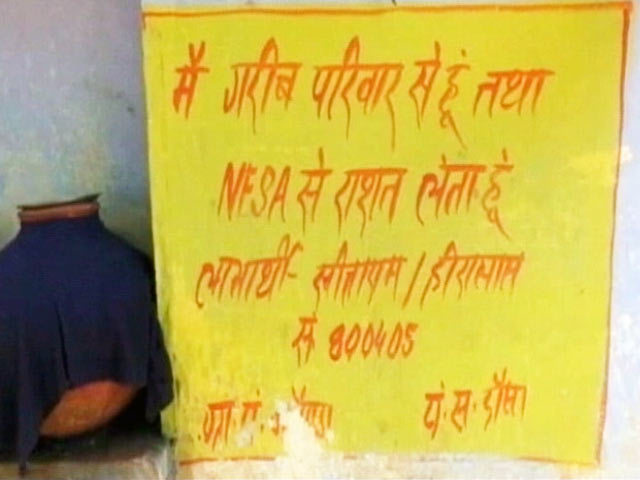 मैं गरीब परिवार से हूं तथा
NFSA से राशन लेता हूं
लाभार्थी- सीताराम / हीरालाल
से 800405
ग्रा. पं. पं. स. दौसा